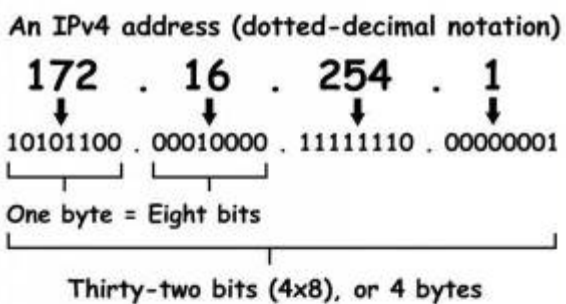 An IPv4 address (dotted-decimal notation)
172 . 16 . 254 . 1
10101100 . 00010000 . 11111110 . 00000001
One byte = Eight bits
Thirty-two bits (4x8), or 4 bytes